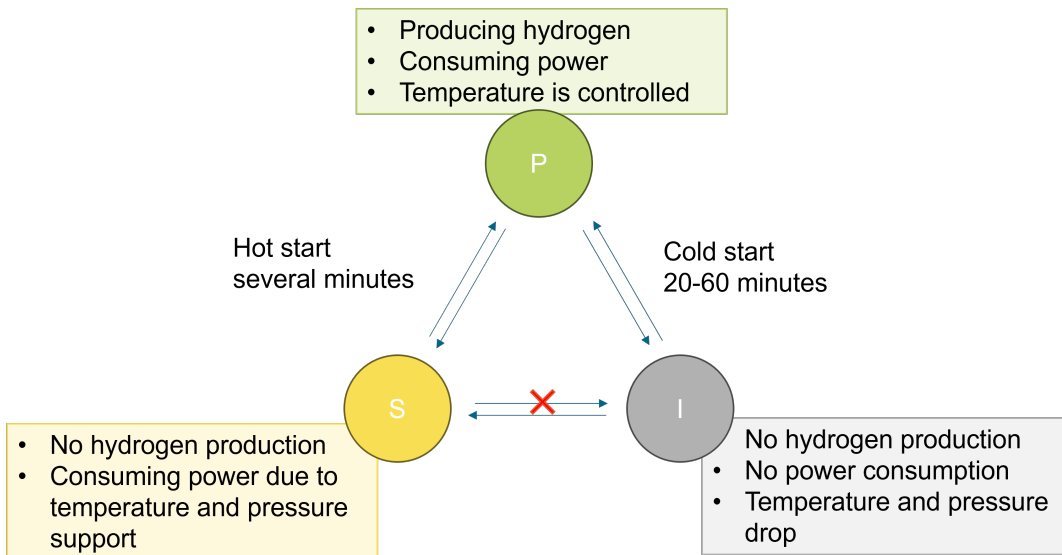 • Producing hydrogen
• Consuming power
• Temperature is controlled
P
Hot start
several minutes
Cold start
20-60 minutes
S
I
• No hydrogen production
• Consuming power due to
temperature and pressure
support
No hydrogen production
• No power consumption
• Temperature and pressure
drop